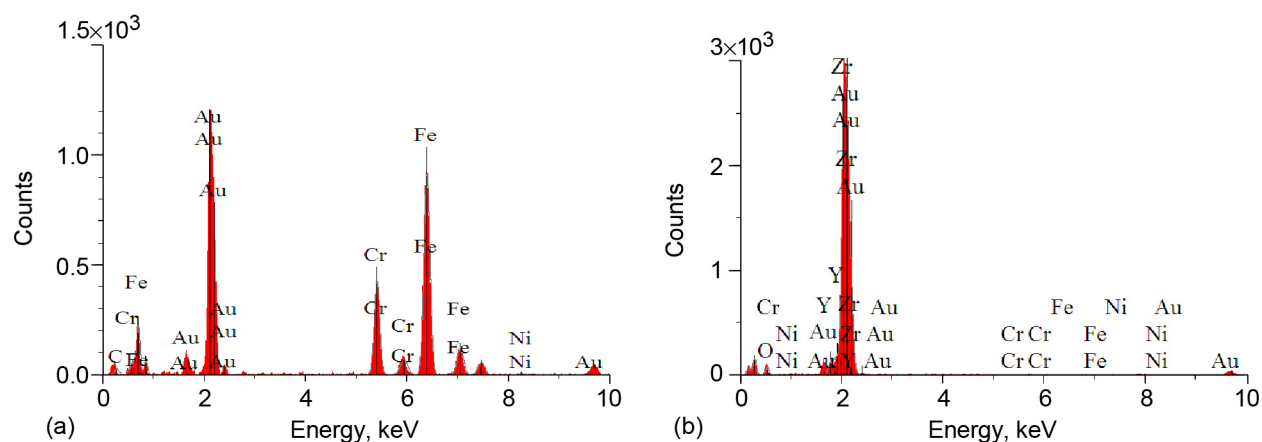 1.5×10³
1.0
0.5
0.0
Counts
Fe
Cr
C
Fe
Au
Au
Au
Au
Au
Au
Au
Au
Cr
Cr
Cr
Cr
Fe
Fe
Fe
Fe
Ni
Ni
Au
0 2 4 6 8 10
(a) Energy, keV
3×10³
2
1
0
Counts
Zr
Au
Au
Zr
Au
Y
Cr Y Zr Au Fe Ni Au
Ni Au Zr Au Cr Cr Fe Ni
O
Ni Au Y Au Cr Cr Fe Ni Au
0 2 4 6 8 10
(b) Energy, keV